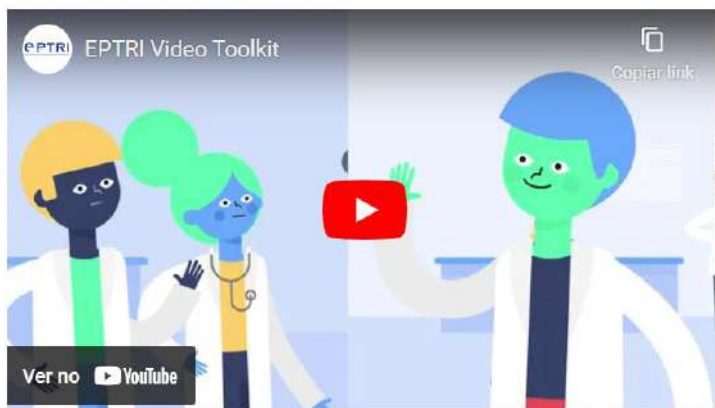 EPTRI
EPTRI Video Toolkit
Copiar link
Ver no YouTube